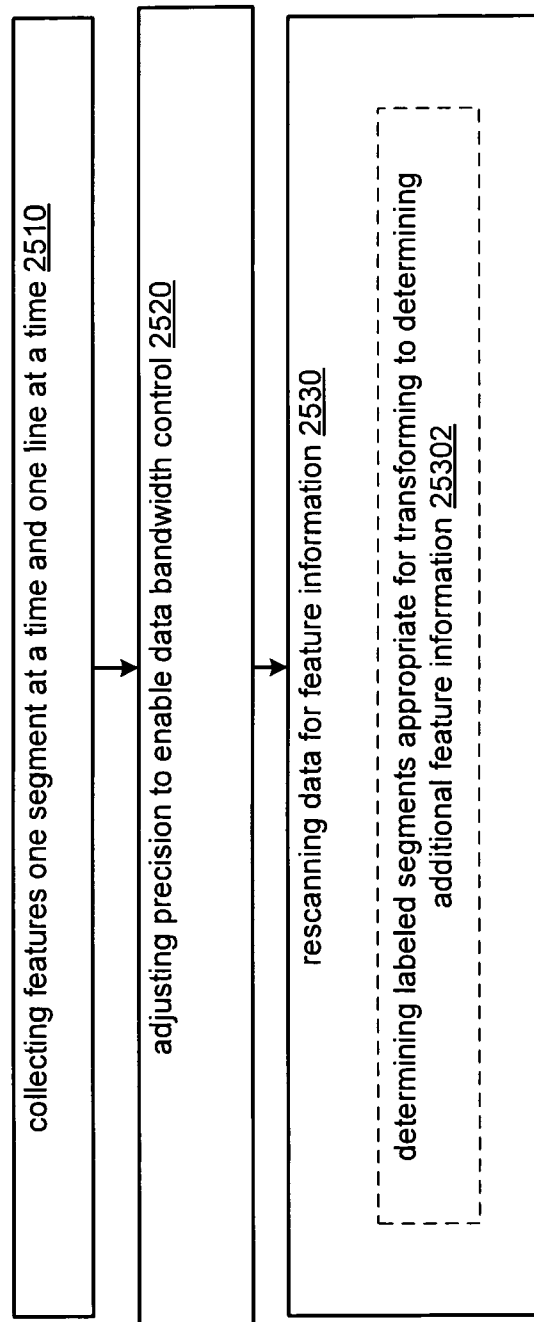 collecting features one segment at a time and one line at a time 2510
adjusting precision to enable data bandwidth control 2520
rescanning data for feature information 2530
determining labeled segments appropriate for transforming to determining
additional feature information 25302